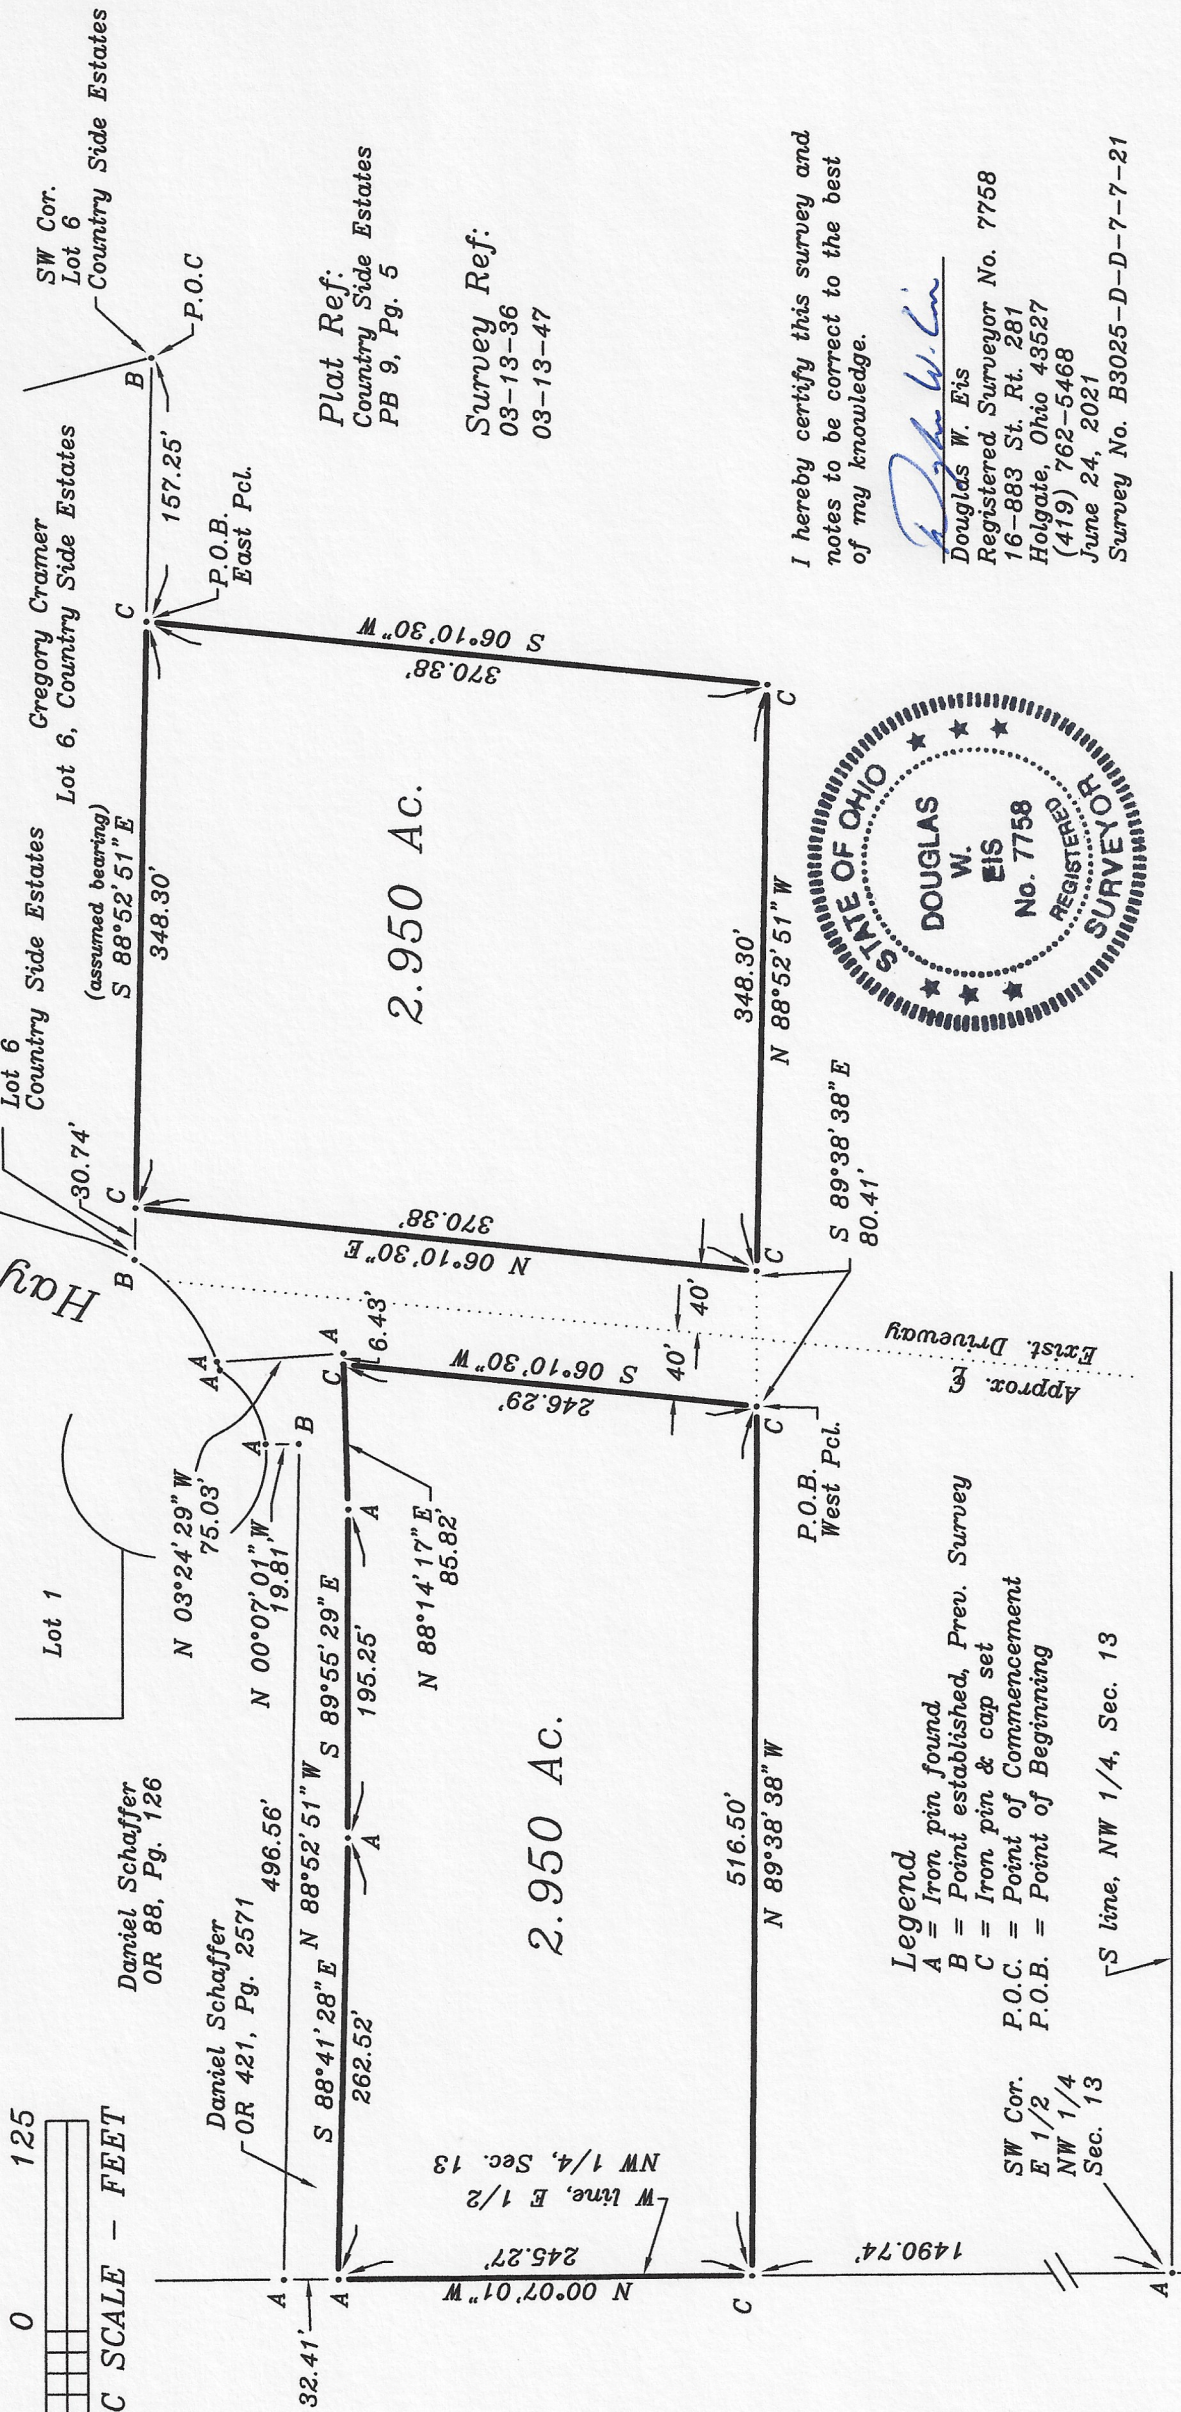 0 125
C SCALE - FEET
Lot 1
Hay
Lot 6
Country Side Estates
Gregory Cramer
Lot 6, Country Side Estates
SW Cor.
Lot 6
Country Side Estates
P.O.C
B
157.25'
C
P.O.B.
East Pcl.
(assumed bearing)
S 88°52'51"E
348.30'
C
30.74'
B
Plat Ref:
Country Side Estates
PB 9, Pg. 5
Survey Ref:
03-13-36
03-13-47
2.950 Ac.
S 06°10'30"W
370.38'
N 06°10'30"E
370.38'
C
348.30'
N 88°52'51"W
C
S 89°38'38"E
80.41'
40'
40'
Approx. ℄
Exist. Driveway
Daniel Schaffer
OR 88, Pg. 126
Daniel Schaffer
OR 421, Pg. 2571
N 03°24'29"W
75.03'
N 00°07'01"W
19.81'
A
A
A
B
A
C
6.43'
496.56'
N 88°52'51"W
S 88°41'28"E
262.52'
A
S 89°55'29"E
195.25'
A
N 88°14'17"E
85.82'
S 06°10'30"W
246.29'
2.950 Ac.
A
A
32.41'
N 00°07'01"W
245.27'
W line, E 1/2
NW 1/4, Sec. 13
C
516.50'
N 89°38'38"W
C
P.O.B.
West Pcl.
1490.74'
A
SW Cor.
E 1/2
NW 1/4
Sec. 13
Legend
A = Iron pin found
B = Point established, Prev. Survey
C = Iron pin & cap set
P.O.C. = Point of Commencement
P.O.B. = Point of Beginning
S line, NW 1/4, Sec. 13
STATE OF OHIO
DOUGLAS
W.
EIS
No. 7758
REGISTERED
SURVEYOR
I hereby certify this survey and
notes to be correct to the best
of my knowledge.
Douglas W. Eis
Registered Surveyor No. 7758
16-883 St. Rt. 281
Holgate, Ohio 43527
(419) 762-5468
June 24, 2021
Survey No. B3025-D-D-7-7-21